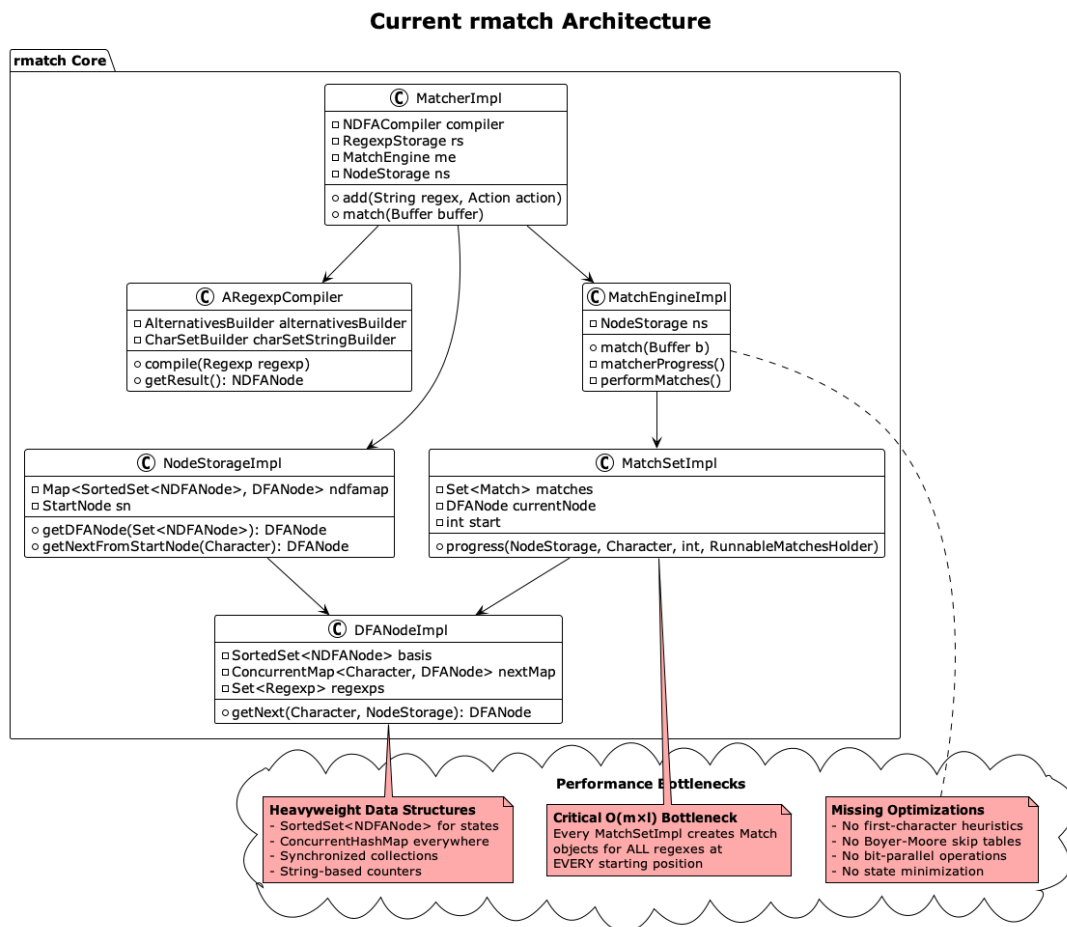 Current rmatch Architecture
rmatch Core
C MatcherImpl
NDFACompiler compiler
RegexpStorage rs
MatchEngine me
NodeStorage ns
add(String regex, Action action)
match(Buffer buffer)
C ARegexpCompiler
AlternativesBuilder alternativesBuilder
CharSetBuilder charSetStringBuilder
compile(Regexp regexp)
getResult(): NDFANode
C MatchEngineImpl
NodeStorage ns
match(Buffer b)
matcherProgress()
performMatches()
C NodeStorageImpl
Map<SortedSet<NDFANode>, DFANode> ndfamap
StartNode sn
getDFANode(Set<NDFANode>): DFANode
getNextFromStartNode(Character): DFANode
C MatchSetImpl
Set<Match> matches
DFANode currentNode
int start
progress(NodeStorage, Character, int, RunnableMatchesHolder)
C DFANodeImpl
SortedSet<NDFANode> basis
ConcurrentMap<Character, DFANode> nextMap
Set<Regexp> regexps
getNext(Character, NodeStorage): DFANode
Performance Bottlenecks
Heavyweight Data Structures
- SortedSet<NDFANode> for states
- ConcurrentHashMap everywhere
- Synchronized collections
- String-based counters
Critical O(m×l) Bottleneck
Every MatchSetImpl creates Match
objects for ALL regexes at
EVERY starting position
Missing Optimizations
- No first-character heuristics
- No Boyer-Moore skip tables
- No bit-parallel operations
- No state minimization